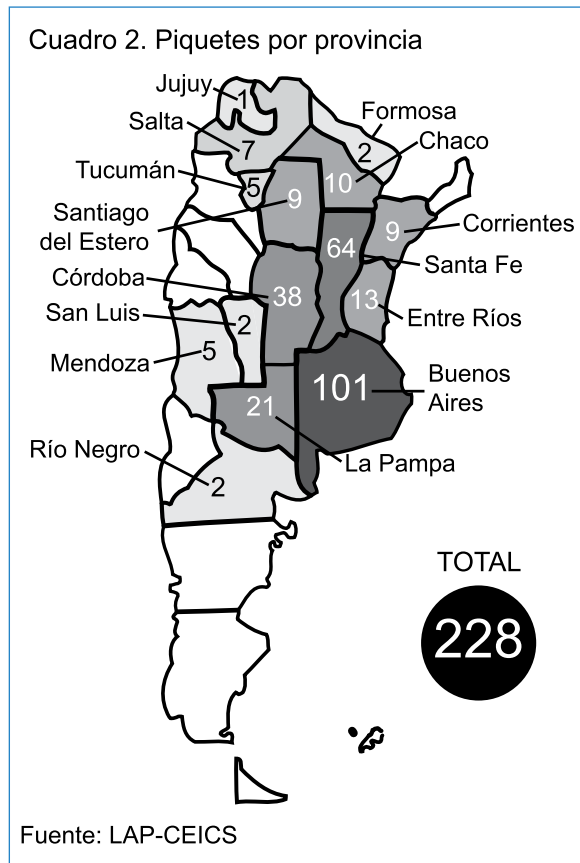 Cuadro 2. Piquetes por provincia
Jujuy
1
Salta
7
Formosa
2
Chaco
10
Tucumán
5
Santiago
del Estero
9
Corrientes
9
Santa Fe
64
Córdoba
38
San Luis
2
Entre Ríos
13
Mendoza
5
Buenos
Aires
101
21
La Pampa
Río Negro
2
TOTAL
228
Fuente: LAP-CEICS